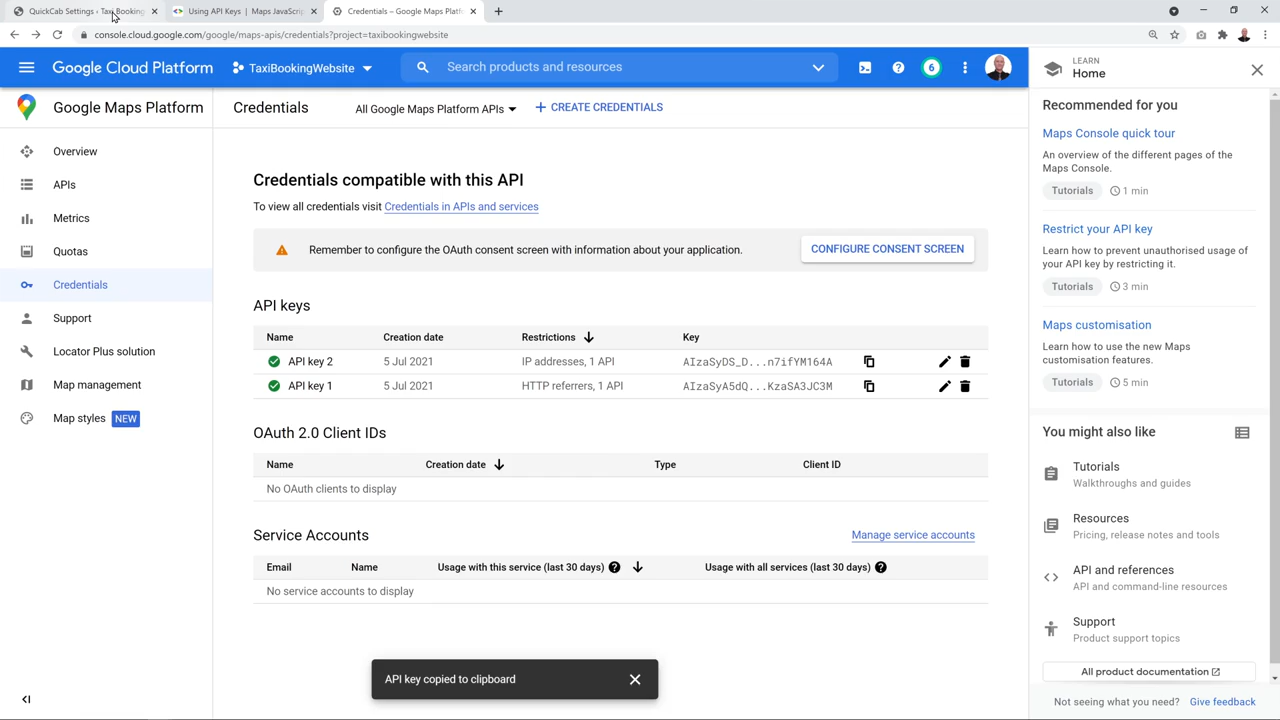 QuickCab Settings ‹ Taxi Booking
Using API Keys | Maps JavaScrip
Credentials – Google Maps Platf
console.cloud.google.com/google/maps-apis/credentials?project=taxibookingwebsite
Google Cloud Platform
TaxiBookingWebsite
Search products and resources
6
LEARN
Home
Google Maps Platform
Credentials
All Google Maps Platform APIs
CREATE CREDENTIALS
Overview
APIs
Metrics
Quotas
Credentials
Support
Locator Plus solution
Map management
Map styles NEW
Credentials compatible with this API
To view all credentials visit Credentials in APIs and services
Remember to configure the OAuth consent screen with information about your application.
CONFIGURE CONSENT SCREEN
API keys
Name Creation date Restrictions Key
API key 2 5 Jul 2021 IP addresses, 1 API AIzaSyDS_D...n7ifYM164A
API key 1 5 Jul 2021 HTTP referrers, 1 API AIzaSyA5dQ...KzaSA3JC3M
OAuth 2.0 Client IDs
Name Creation date Type Client ID
No OAuth clients to display
Service Accounts
Manage service accounts
Email Name Usage with this service (last 30 days) Usage with all services (last 30 days)
No service accounts to display
API key copied to clipboard
Recommended for you
Maps Console quick tour
An overview of the different pages of the
Maps Console.
Tutorials 1 min
Restrict your API key
Learn how to prevent unauthorised usage of
your API key by restricting it.
Tutorials 3 min
Maps customisation
Learn how to use the new Maps
customisation features.
Tutorials 5 min
You might also like
Tutorials
Walkthroughs and guides
Resources
Pricing, release notes and tools
API and references
API and command-line resources
Support
Product support topics
All product documentation
Not seeing what you need? Give feedback